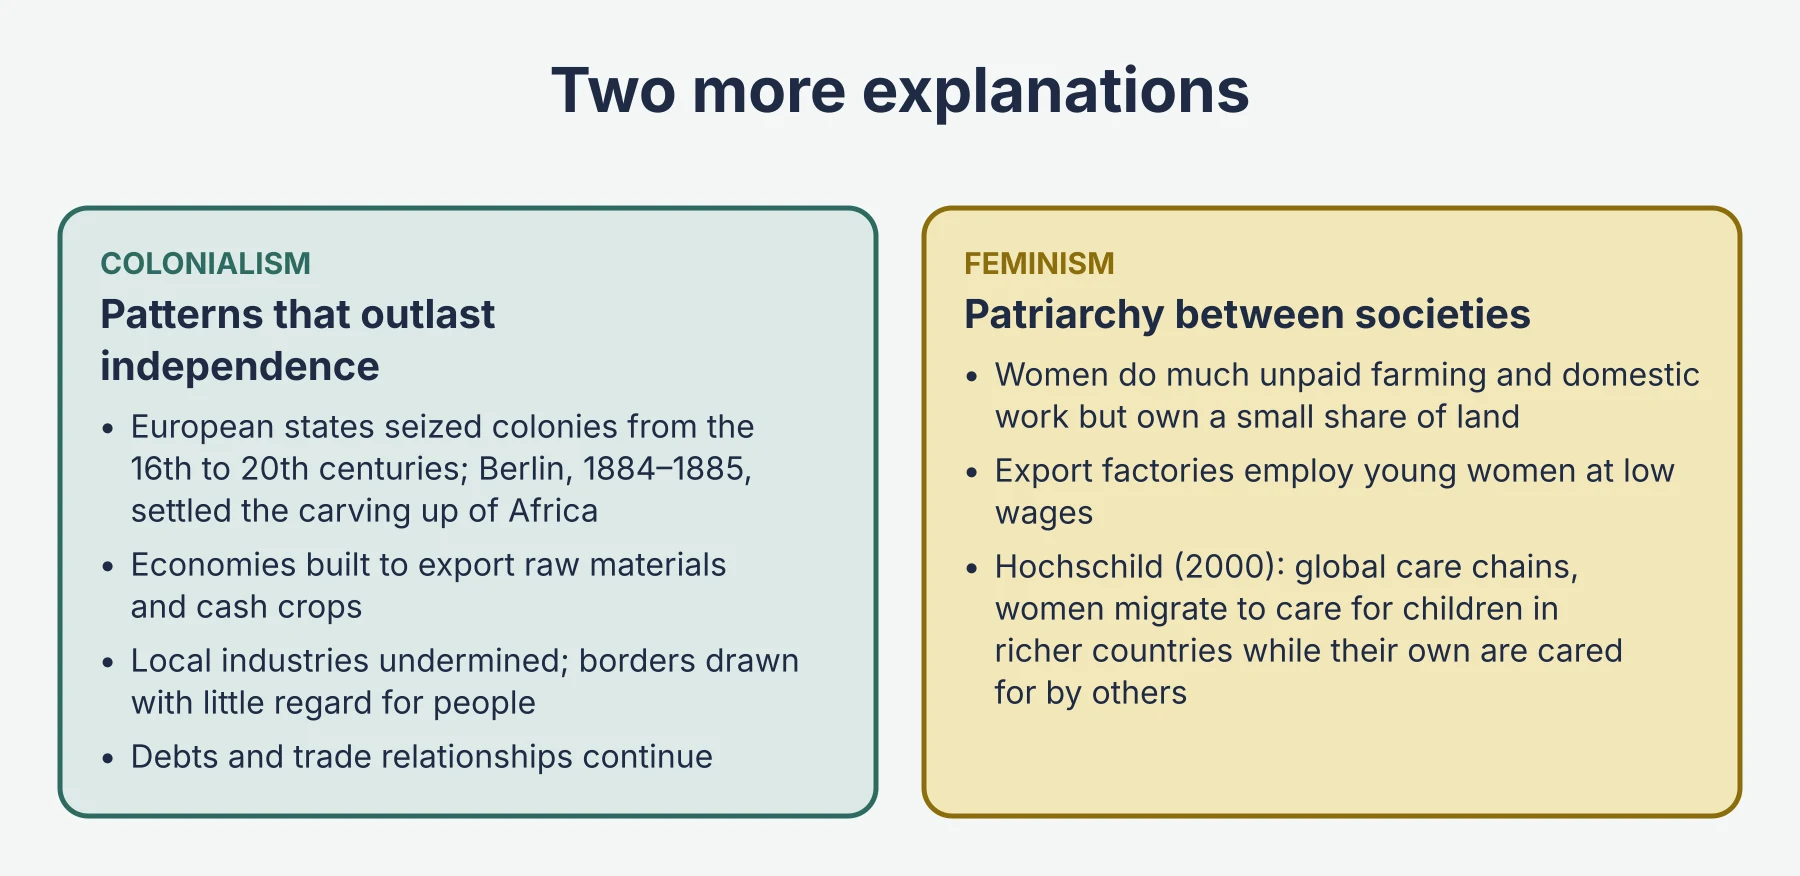 Two more explanations
COLONIALISM
Patterns that outlast
independence
• European states seized colonies from the
16th to 20th centuries; Berlin, 1884–1885,
settled the carving up of Africa
• Economies built to export raw materials
and cash crops
• Local industries undermined; borders drawn
with little regard for people
• Debts and trade relationships continue
FEMINISM
Patriarchy between societies
• Women do much unpaid farming and domestic
work but own a small share of land
• Export factories employ young women at low
wages
• Hochschild (2000): global care chains,
women migrate to care for children in
richer countries while their own are cared
for by others